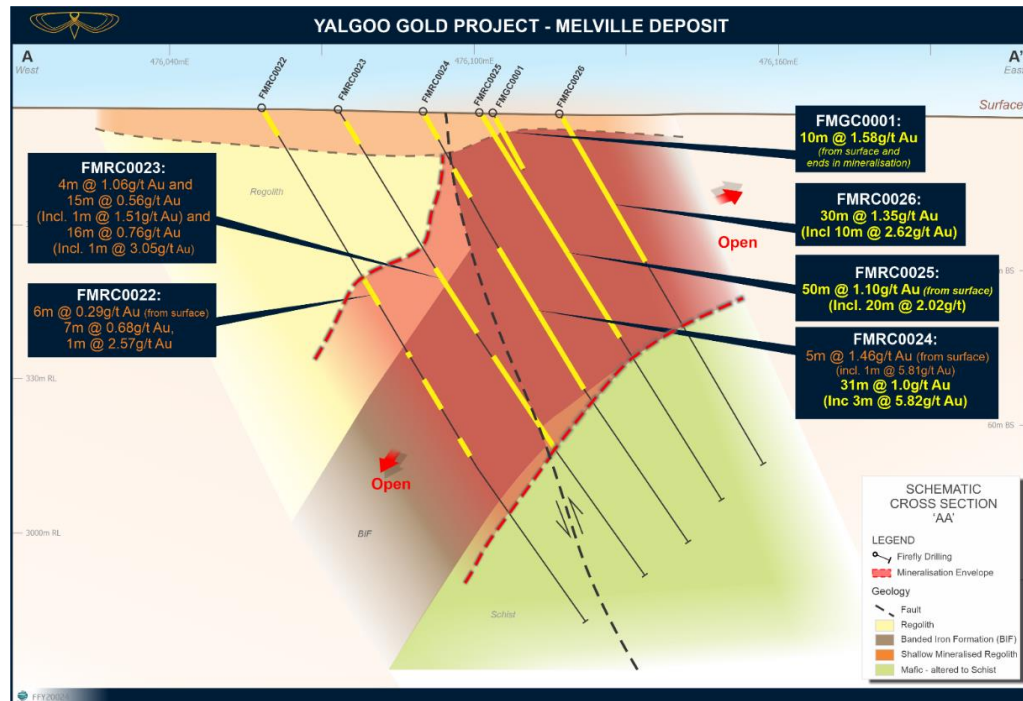 YALGOO GOLD PROJECT - MELVILLE DEPOSIT
A
West
476,040mE
476,100mE
476,160mE
A'
East
FMRC0022
FMRC0023
FMRC0024
FMRC0025
FMGC0001
FMRC0026
Surface
FMGC0001:
10m @ 1.58g/t Au
(from surface and
ends in mineralisation)
FMRC0023:
4m @ 1.06g/t Au and
15m @ 0.56g/t Au
(Incl. 1m @ 1.51g/t Au) and
16m @ 0.76g/t Au
(Incl. 1m @ 3.05g/t Au)
Regolith
FMRC0026:
30m @ 1.35g/t Au
(Incl 10m @ 2.62g/t Au)
Open
FMRC0025:
50m @ 1.10g/t Au (from surface)
(Incl. 20m @ 2.02g/t)
FMRC0022:
6m @ 0.29g/t Au (from surface)
7m @ 0.68g/t Au,
1m @ 2.57g/t Au
FMRC0024:
5m @ 1.46g/t Au (from surface)
(incl. 1m @ 5.81g/t Au)
31m @ 1.0g/t Au
(Inc 3m @ 5.82g/t Au)
330m RL
60m BS
Open
BIF
3000m RL
Schist
SCHEMATIC
CROSS SECTION
'AA'
LEGEND
Firefly Drilling
Mineralisation Envelope
Geology
Fault
Regolith
Banded Iron Formation (BIF)
Shallow Mineralised Regolith
Mafic - altered to Schist